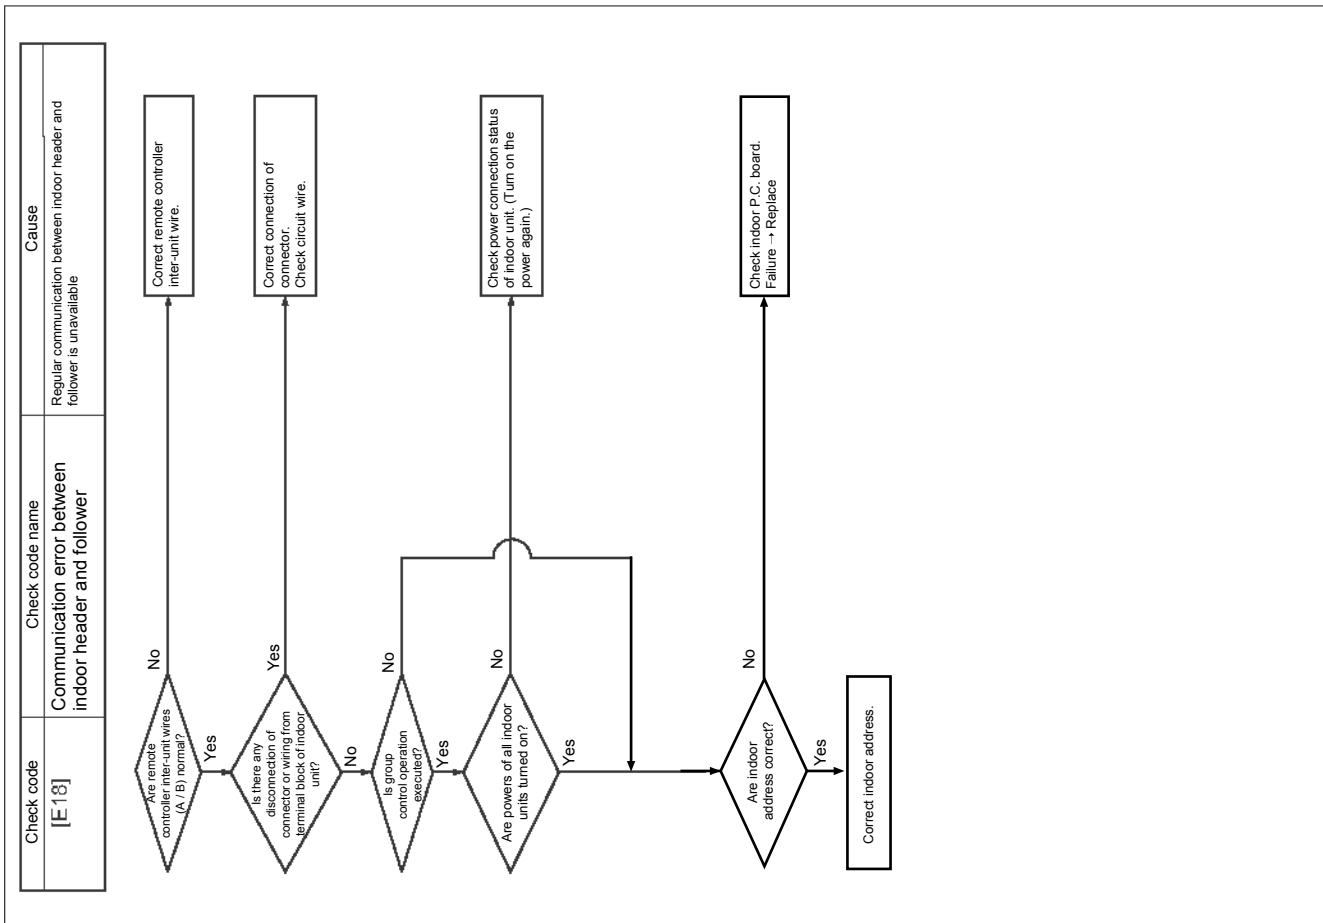 Check code
Check code name
Cause
[E18]
Communication error between
indoor header and follower
Regular communication between indoor header and
follower is unavailable
Are remote
controller inter-unit wires
(A / B) normal?
No
Correct remote controller
inter-unit wire.
Yes
Is there any
disconnection of
connector or wiring from
terminal block of indoor
unit?
Yes
Correct connection of
connector.
Check circuit wire.
No
Is group
control operation
executed?
No
Yes
Are powers of all indoor
units turned on?
No
Check power connection status
of indoor unit. (Turn on the
power again.)
Yes
Are indoor
address correct?
No
Check indoor P.C. board.
Failure → Replace
Yes
Correct indoor address.